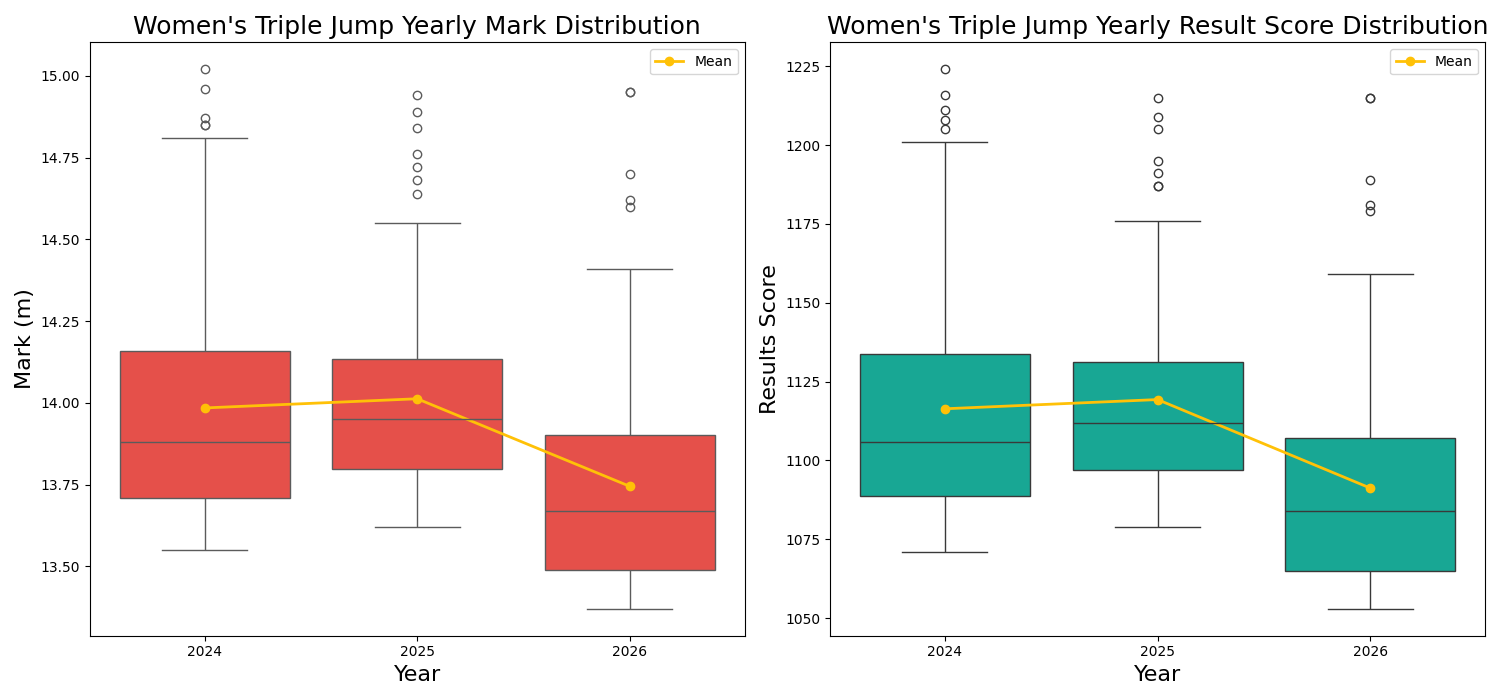 Women's Triple Jump Yearly Mark Distribution
Mean
15.00
14.75
14.50
14.25
14.00
13.75
13.50
Mark (m)
2024
2025
2026
Year
Women's Triple Jump Yearly Result Score Distribution
Mean
1225
1200
1175
1150
1125
1100
1075
1050
Results Score
2024
2025
2026
Year